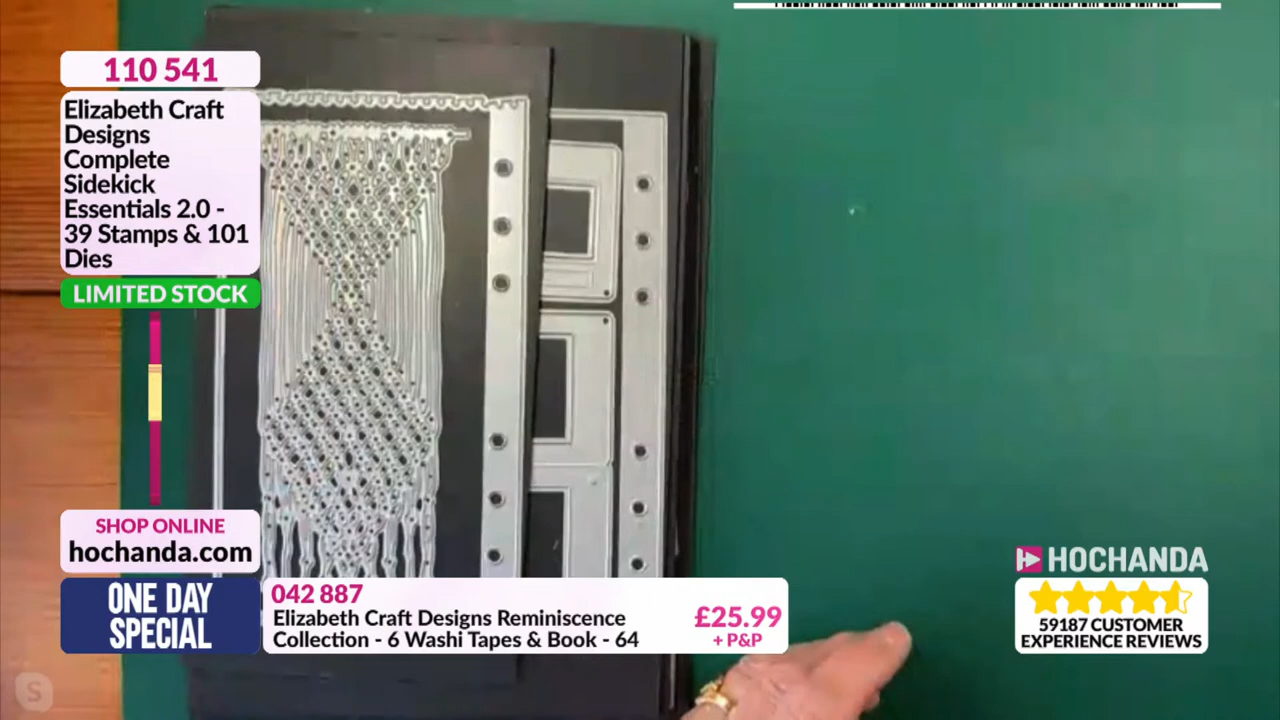 110 541
Elizabeth Craft
Designs
Complete
Sidekick
Essentials 2.0 -
39 Stamps & 101
Dies
LIMITED STOCK
SHOP ONLINE
hochanda.com
ONE DAY
SPECIAL
042 887
Elizabeth Craft Designs Reminiscence
Collection - 6 Washi Tapes & Book - 64
£25.99
+ P&P
HOCHANDA
59187 CUSTOMER
EXPERIENCE REVIEWS
S